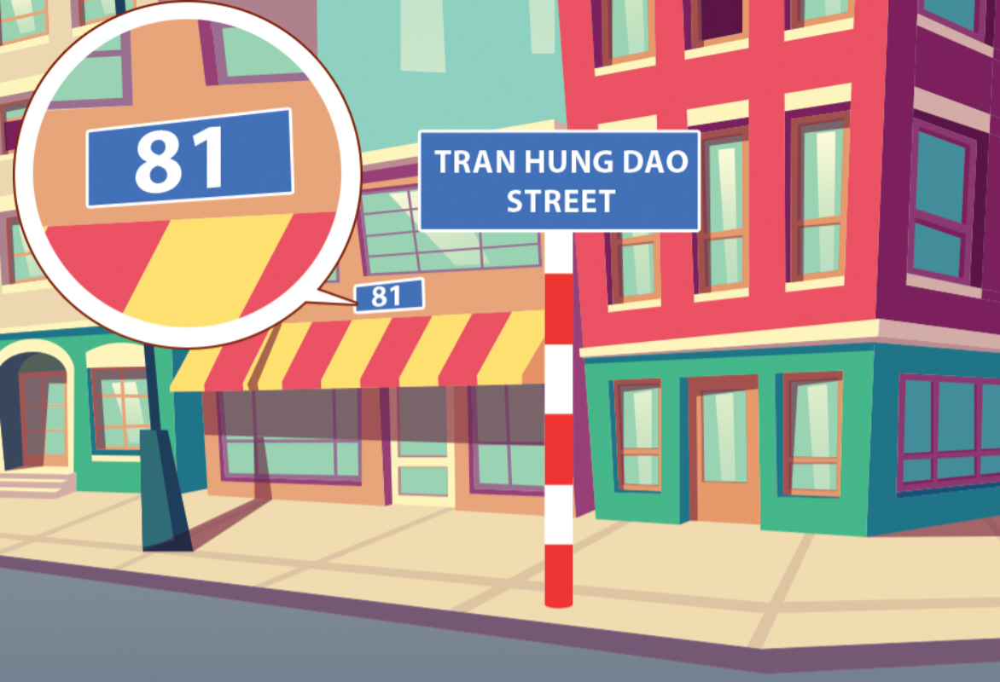 81
TRAN HUNG DAO
STREET
81